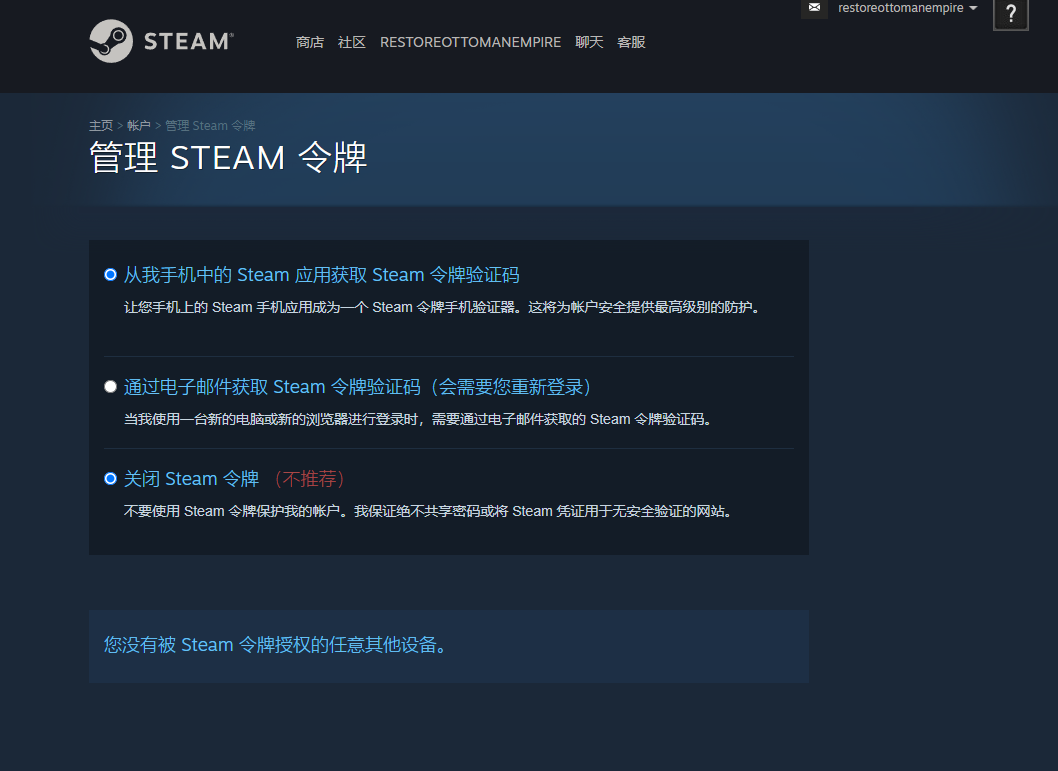 restoreottomanempire
?
STEAM®
商店 社区 RESTOREOTTOMANEMPIRE 聊天 客服
主页 > 帐户 > 管理 Steam 令牌
管理 STEAM 令牌
从我手机中的 Steam 应用获取 Steam 令牌验证码
让您手机上的 Steam 手机应用成为一个 Steam 令牌手机验证器。这将为帐户安全提供最高级别的防护。
通过电子邮件获取 Steam 令牌验证码（会需要您重新登录）
当我使用一台新的电脑或新的浏览器进行登录时，需要通过电子邮件获取的 Steam 令牌验证码。
关闭 Steam 令牌 （不推荐）
不要使用 Steam 令牌保护我的帐户。我保证绝不共享密码或将 Steam 凭证用于无安全验证的网站。
您没有被 Steam 令牌授权的任意其他设备。